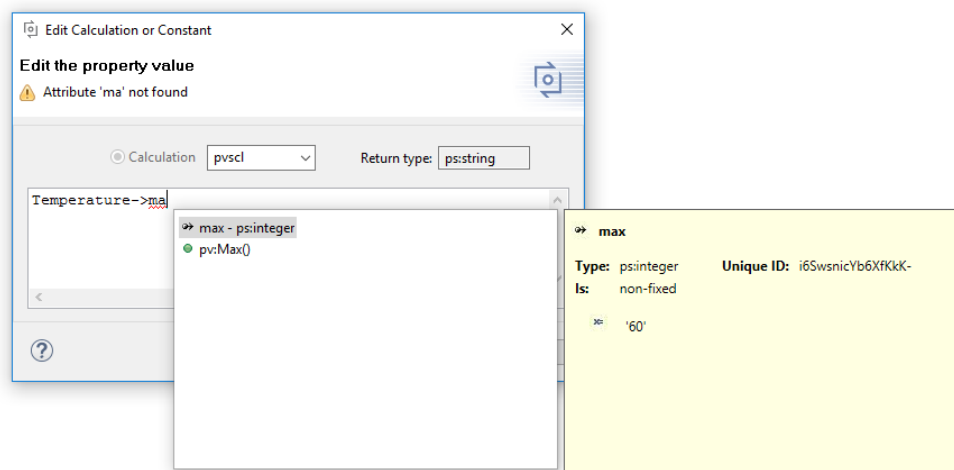 Edit Calculation or Constant
Edit the property value
Attribute 'ma' not found
Calculation pvscl Return type: ps:string
Temperature->ma
max - ps:integer
pv:Max()
max
Type: ps:integer Unique ID: i6SwsnicYb6XfKkK-
Is: non-fixed
'60'